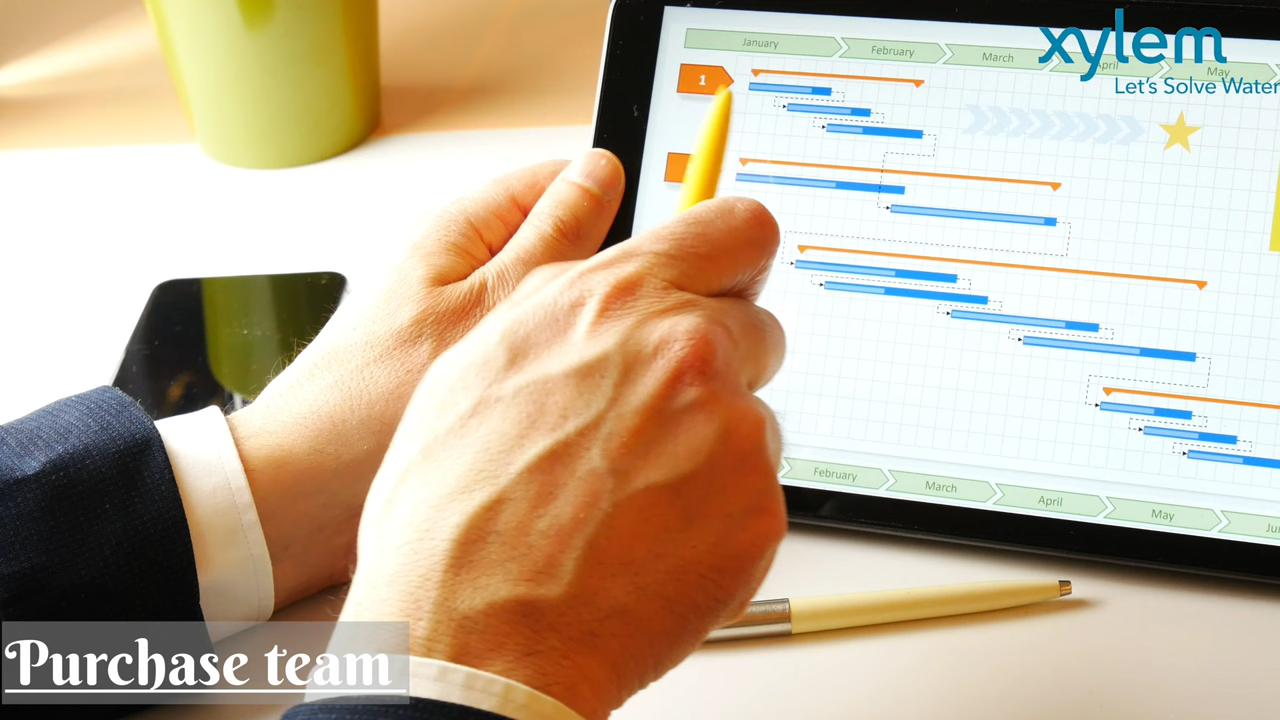 xylem
Let's Solve Water
January
February
March
April
May
1
February
March
April
May
Purchase team